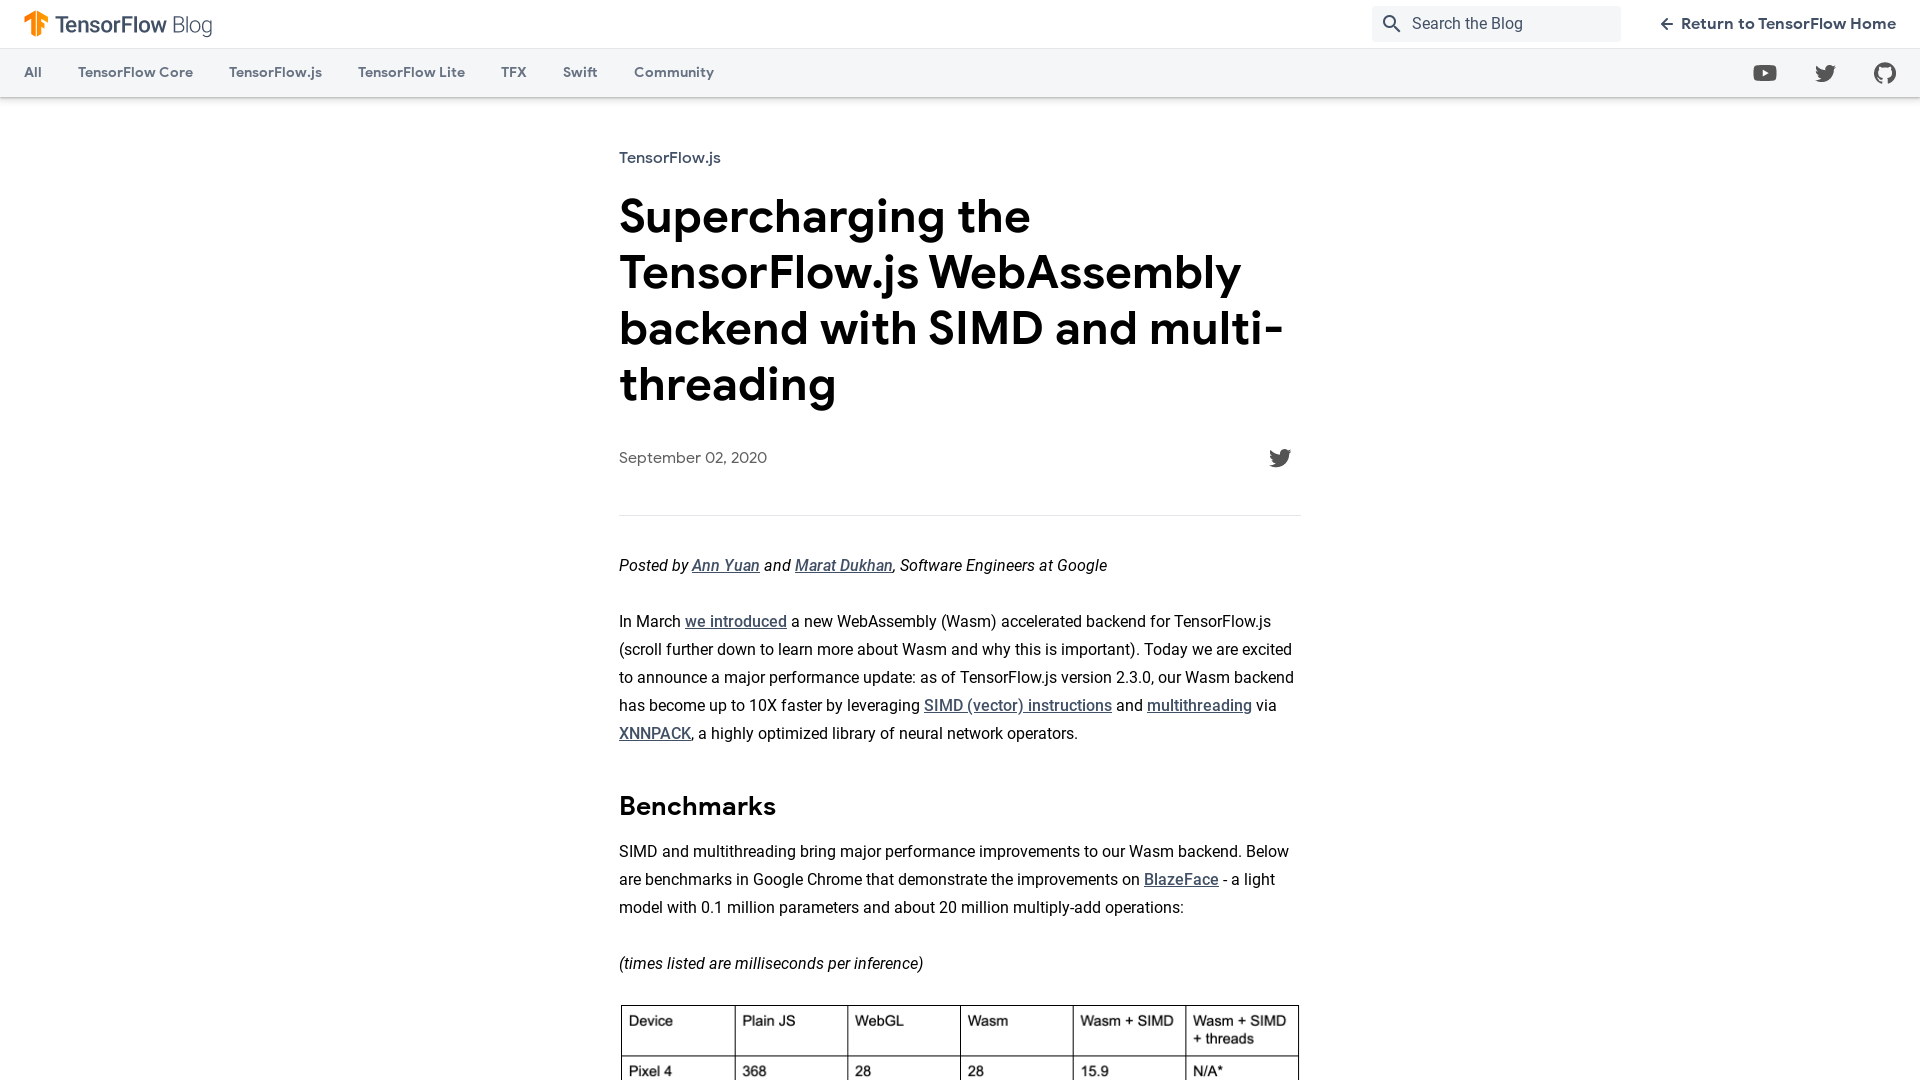 TensorFlow Blog
Search the Blog
Return to TensorFlow Home
All
TensorFlow Core
TensorFlow.js
TensorFlow Lite
TFX
Swift
Community
TensorFlow.js
Supercharging the
TensorFlow.js WebAssembly
backend with SIMD and multi-
threading
September 02, 2020
Posted by Ann Yuan and Marat Dukhan, Software Engineers at Google
In March we introduced a new WebAssembly (Wasm) accelerated backend for TensorFlow.js
(scroll further down to learn more about Wasm and why this is important). Today we are excited
to announce a major performance update: as of TensorFlow.js version 2.3.0, our Wasm backend
has become up to 10X faster by leveraging SIMD (vector) instructions and multithreading via
XNNPACK, a highly optimized library of neural network operators.
Benchmarks
SIMD and multithreading bring major performance improvements to our Wasm backend. Below
are benchmarks in Google Chrome that demonstrate the improvements on BlazeFace - a light
model with 0.1 million parameters and about 20 million multiply-add operations:
(times listed are milliseconds per inference)
Device
Plain JS
WebGL
Wasm
Wasm + SIMD
Wasm + SIMD
+ threads
Pixel 4
368
28
28
15.9
N/A*